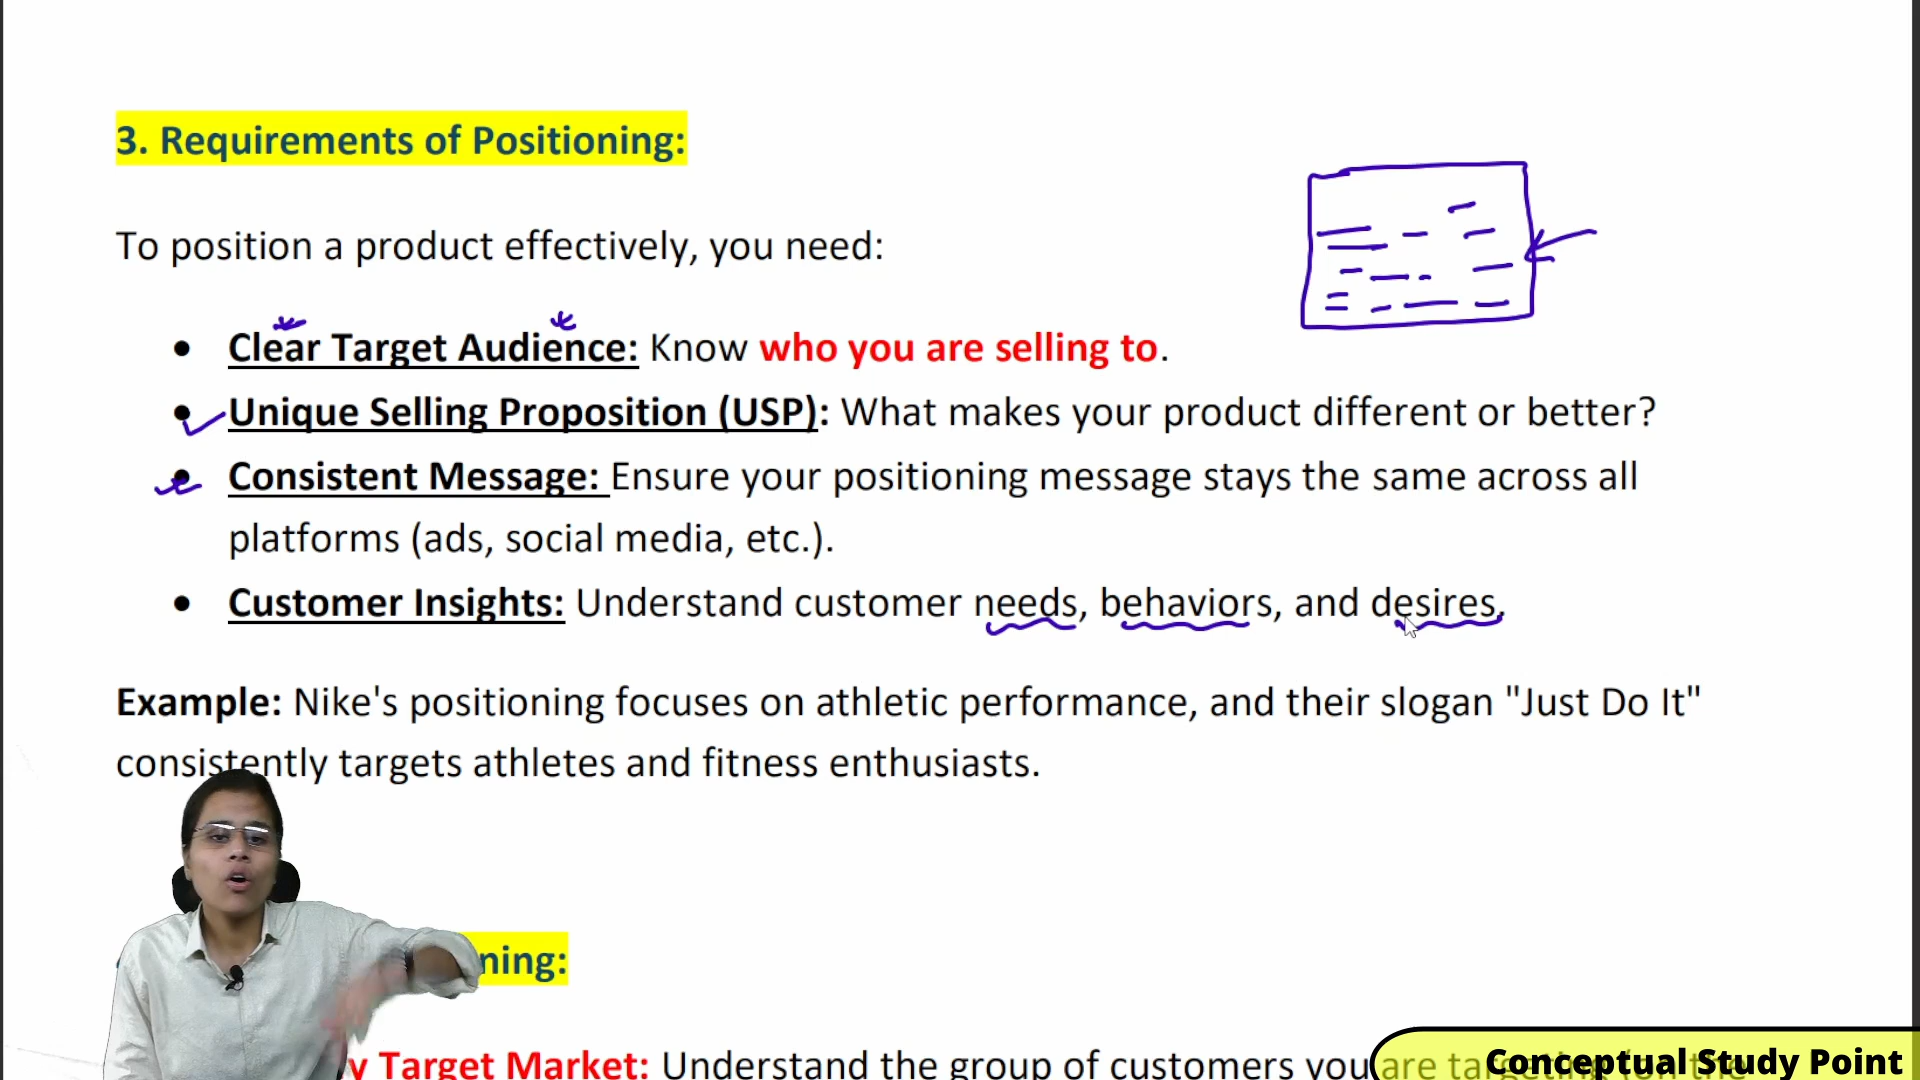 3. Requirements of Positioning:
To position a product effectively, you need:
• Clear Target Audience: Know who you are selling to.
• Unique Selling Proposition (USP): What makes your product different or better?
• Consistent Message: Ensure your positioning message stays the same across all
platforms (ads, social media, etc.).
• Customer Insights: Understand customer needs, behaviors, and desires.
Example: Nike's positioning focuses on athletic performance, and their slogan "Just Do It"
consistently targets athletes and fitness enthusiasts.
ning:
y Target Market: Understand the group of customers you are targeting
Conceptual Study Point